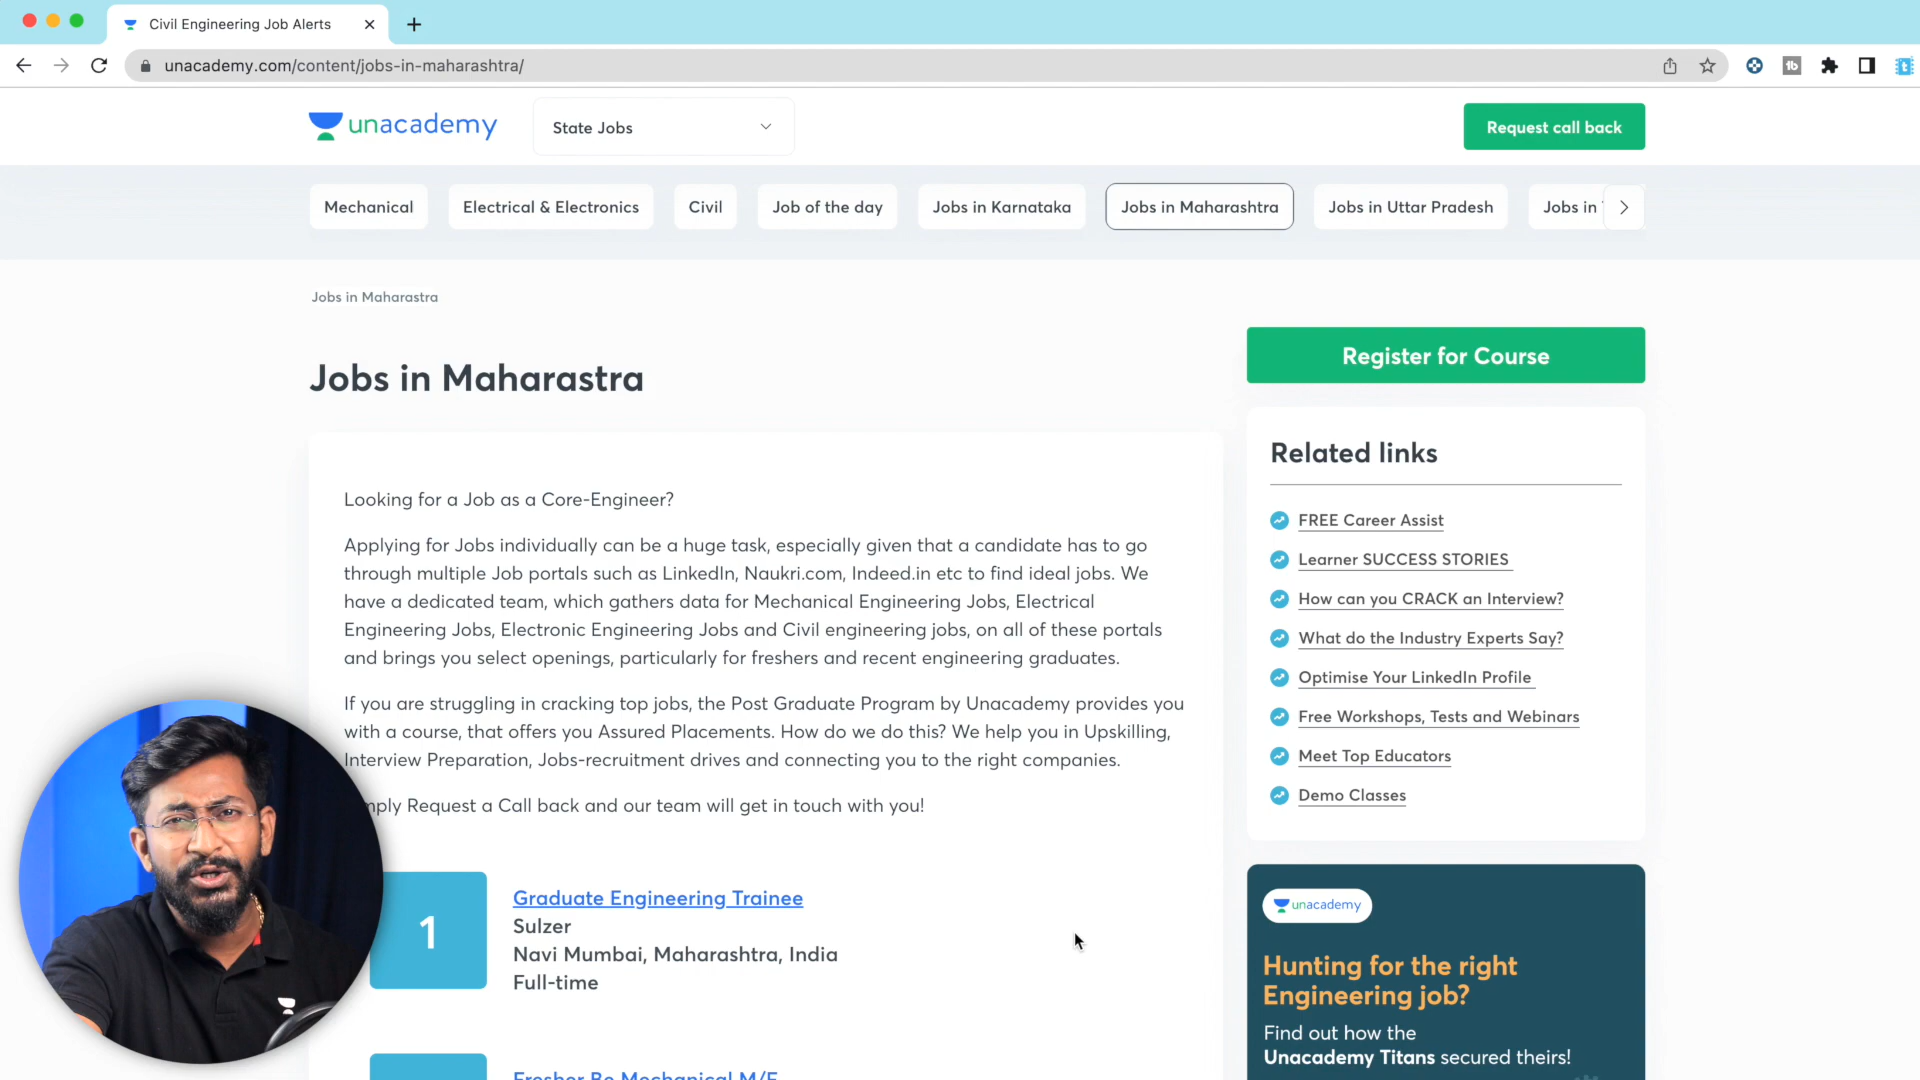 Civil Engineering Job Alerts
unacademy.com/content/jobs-in-maharashtra/
unacademy
State Jobs
Request call back
Mechanical
Electrical & Electronics
Civil
Job of the day
Jobs in Karnataka
Jobs in Maharashtra
Jobs in Uttar Pradesh
Jobs in
Jobs in Maharastra
Jobs in Maharastra
Looking for a Job as a Core-Engineer?
Applying for Jobs individually can be a huge task, especially given that a candidate has to go
through multiple Job portals such as LinkedIn, Naukri.com, Indeed.in etc to find ideal jobs. We
have a dedicated team, which gathers data for Mechanical Engineering Jobs, Electrical
Engineering Jobs, Electronic Engineering Jobs and Civil engineering jobs, on all of these portals
and brings you select openings, particularly for freshers and recent engineering graduates.
If you are struggling in cracking top jobs, the Post Graduate Program by Unacademy provides you
with a course, that offers you Assured Placements. How do we do this? We help you in Upskilling,
Interview Preparation, Jobs-recruitment drives and connecting you to the right companies.
mply Request a Call back and our team will get in touch with you!
1
Graduate Engineering Trainee
Sulzer
Navi Mumbai, Maharashtra, India
Full-time
Fresher Be Mechanical M/F
Register for Course
Related links
FREE Career Assist
Learner SUCCESS STORIES
How can you CRACK an Interview?
What do the Industry Experts Say?
Optimise Your LinkedIn Profile
Free Workshops, Tests and Webinars
Meet Top Educators
Demo Classes
unacademy
Hunting for the right
Engineering job?
Find out how the
Unacademy Titans secured theirs!